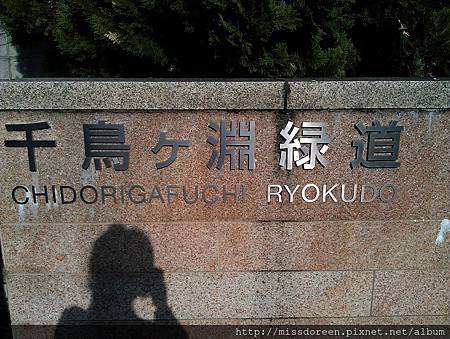 千鳥ヶ淵緑道
CHIDORIGAFUCHI RYOKUDO
http://missdoreen.pixnet.net/album